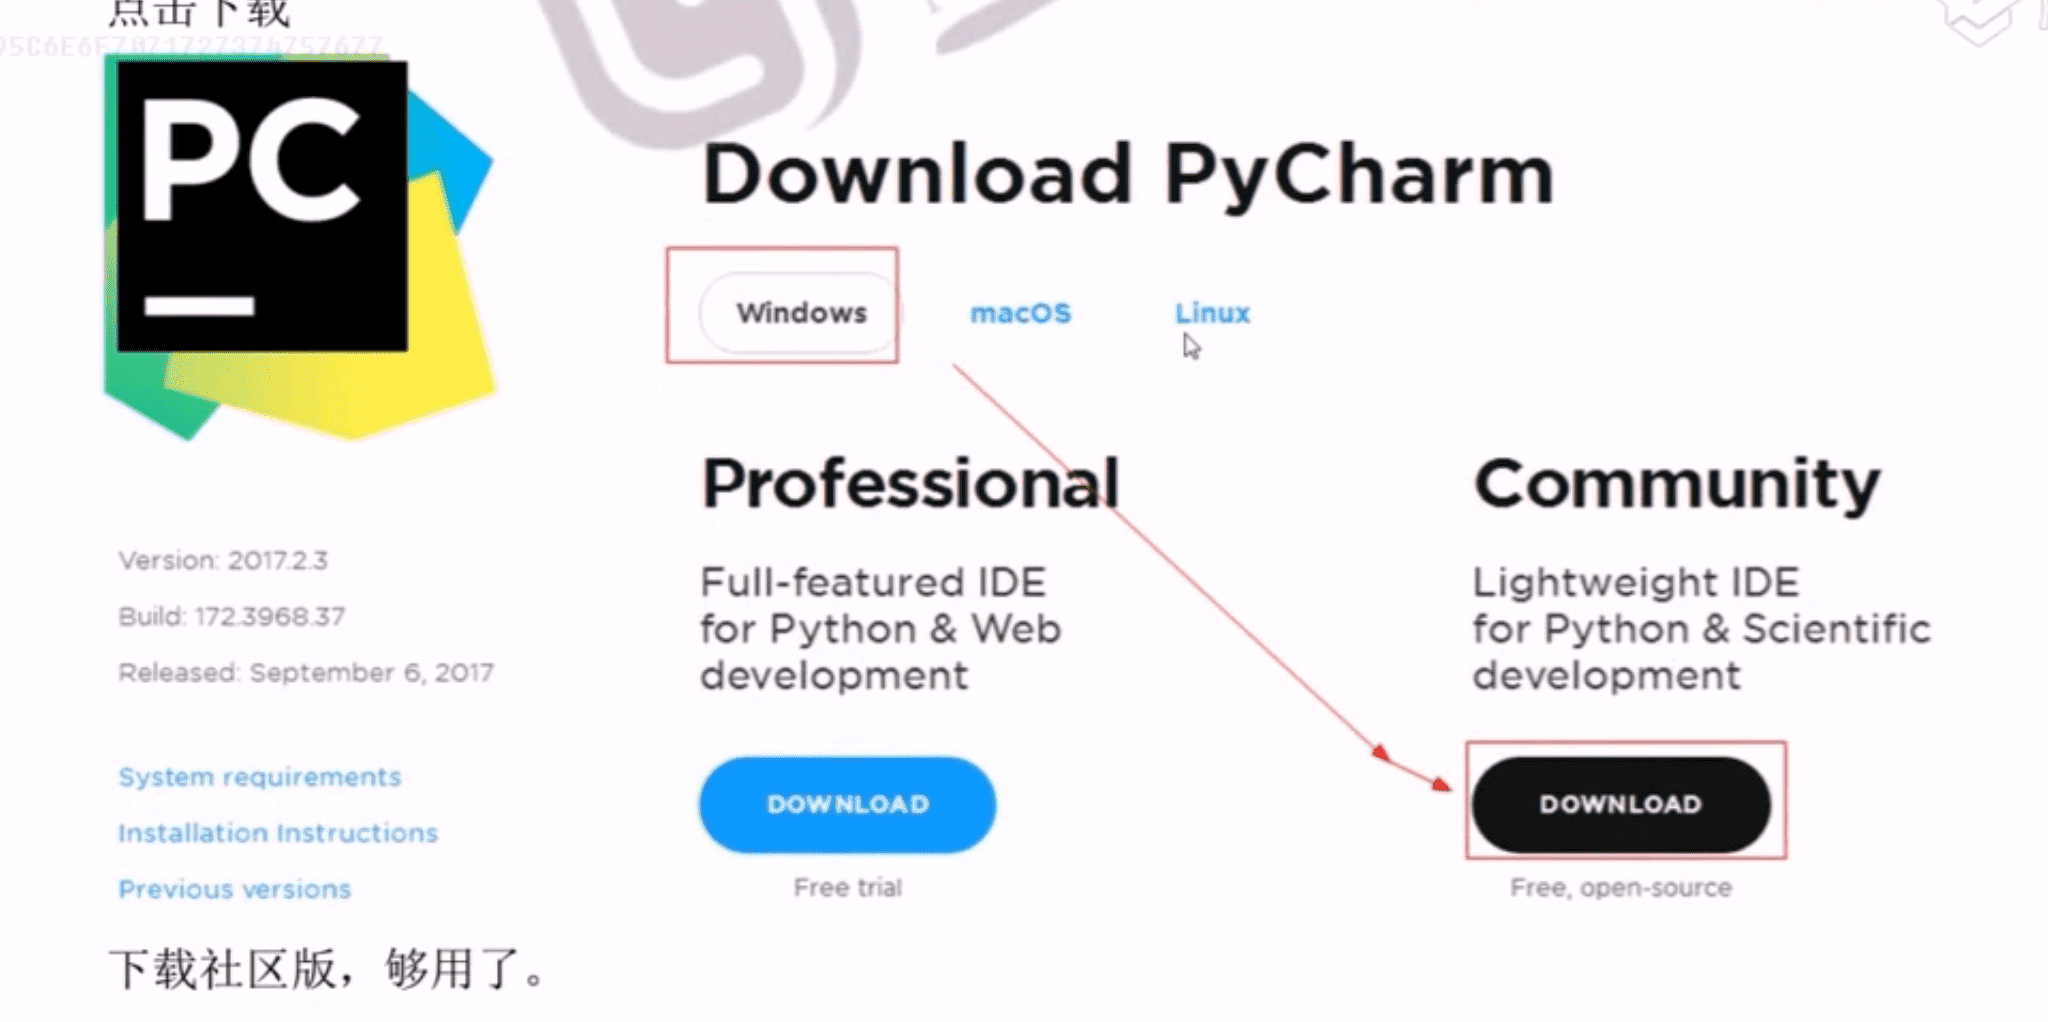 点击下载
PC
Download PyCharm
Windows
macOS
Linux
Professional
Full-featured IDE
for Python & Web
development
DOWNLOAD
Free trial
Community
Lightweight IDE
for Python & Scientific
development
DOWNLOAD
Free, open-source
Version: 2017.2.3
Build: 172.3968.37
Released: September 6, 2017
System requirements
Installation Instructions
Previous versions
下载社区版，够用了。